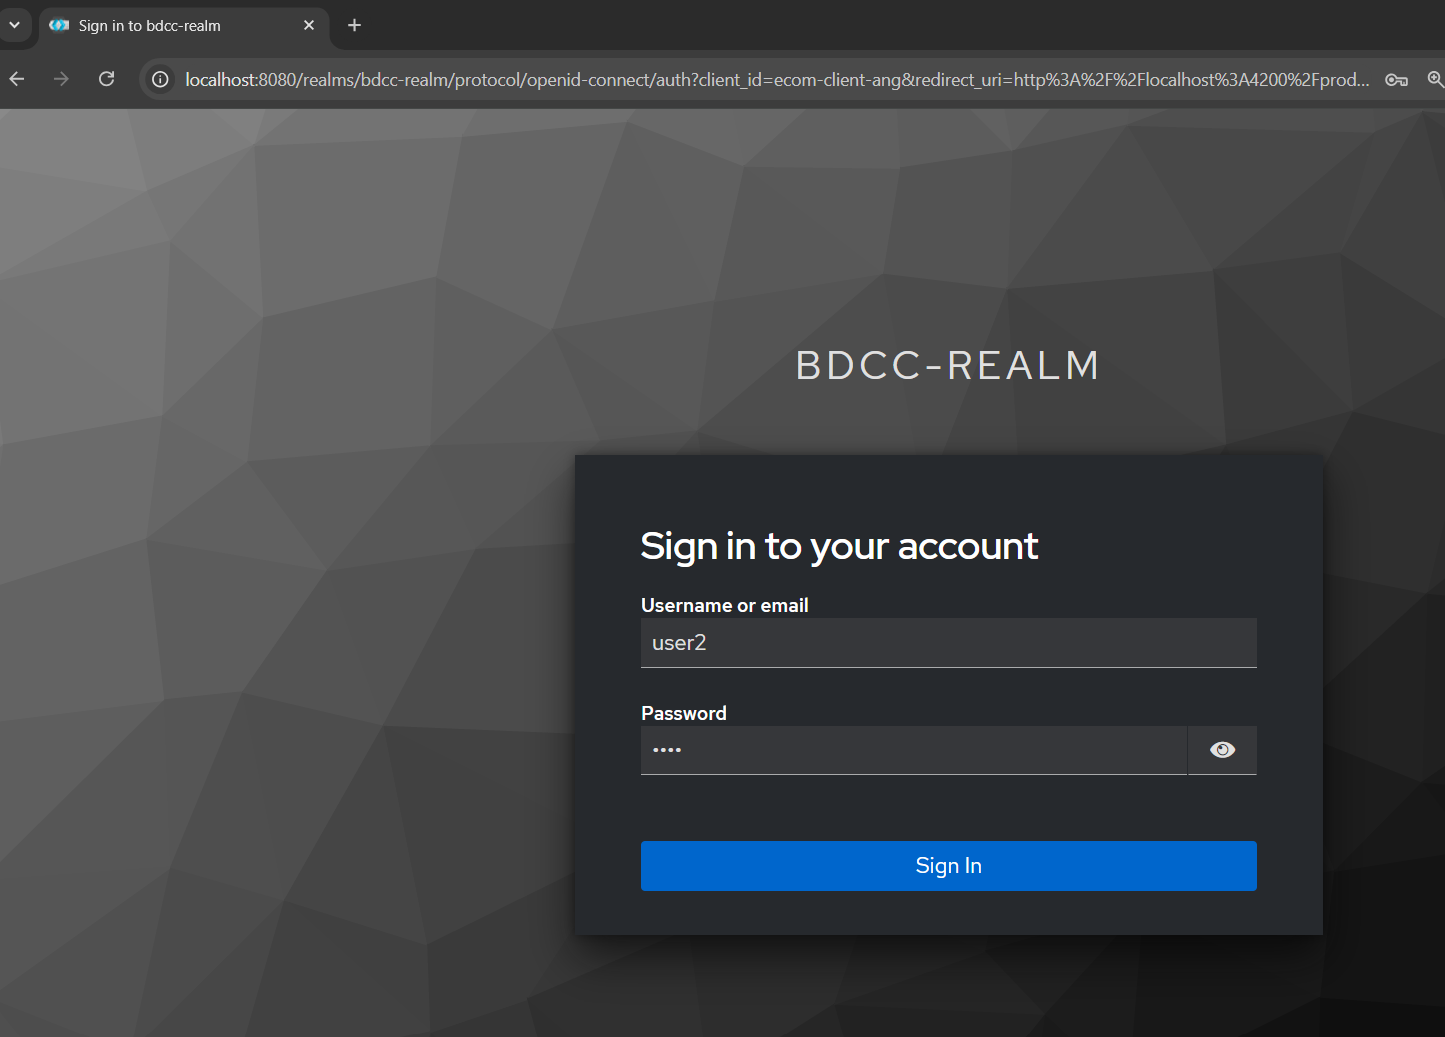 Sign in to bdcc-realm
localhost:8080/realms/bdcc-realm/protocol/openid-connect/auth?client_id=ecom-client-ang&redirect_uri=http%3A%2F%2Flocalhost%3A4200%2Fprod...
BDCC-REALM
Sign in to your account
Username or email
user2
Password
••••
Sign In